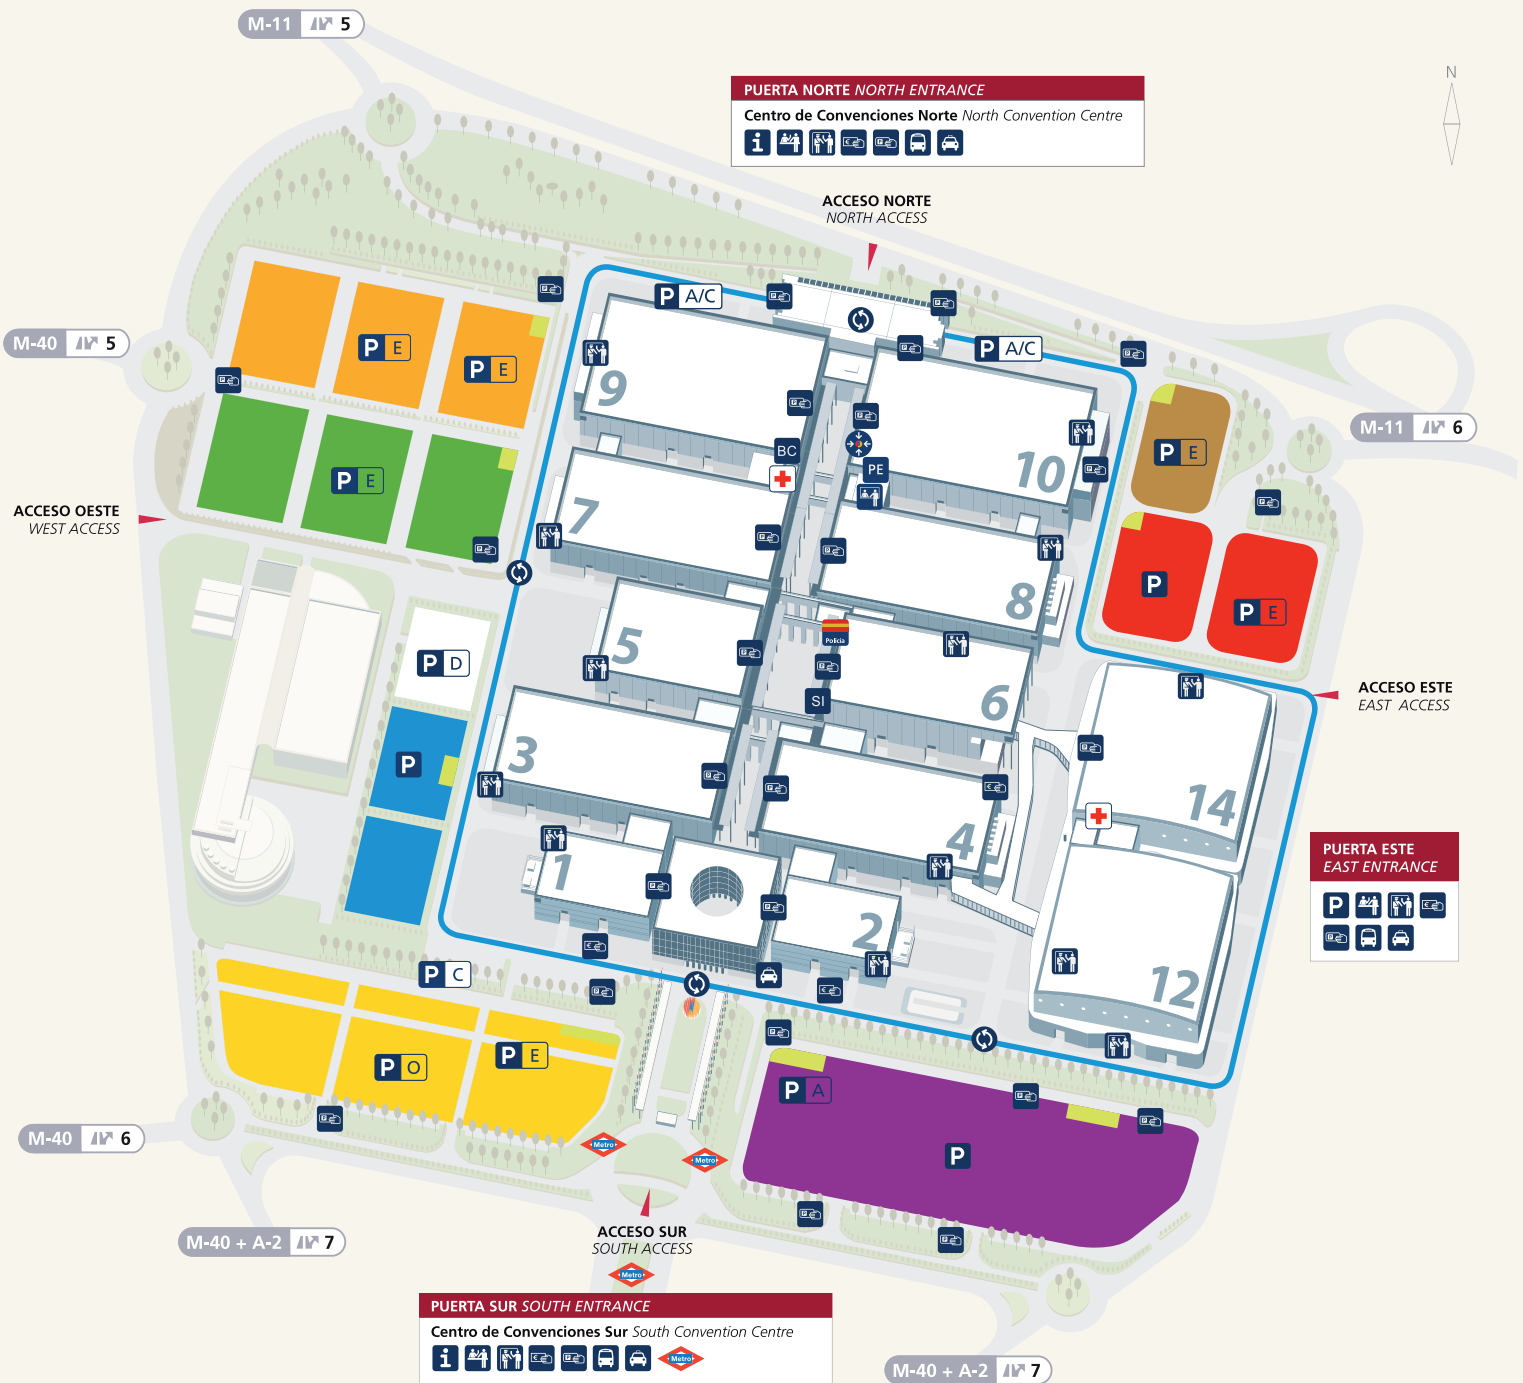 M-11 5
N
PUERTA NORTE NORTH ENTRANCE
Centro de Convenciones Norte North Convention Centre
i
ACCESO NORTE
NORTH ACCESS
P A/C
P A/C
M-40 5
P E
P E
9
BC
10
PE
P E
M-11 6
ACCESO OESTE
WEST ACCESS
P E
7
8
P
P E
Policía
5
6
SI
P D
ACCESO ESTE
EAST ACCESS
P
3
4
14
1
2
12
PUERTA ESTE
EAST ENTRANCE
P
P C
P O
P E
P A
P
M-40 6
Metro
Metro
M-40 + A-2 7
ACCESO SUR
SOUTH ACCESS
Metro
PUERTA SUR SOUTH ENTRANCE
Centro de Convenciones Sur South Convention Centre
i Metro
M-40 + A-2 7